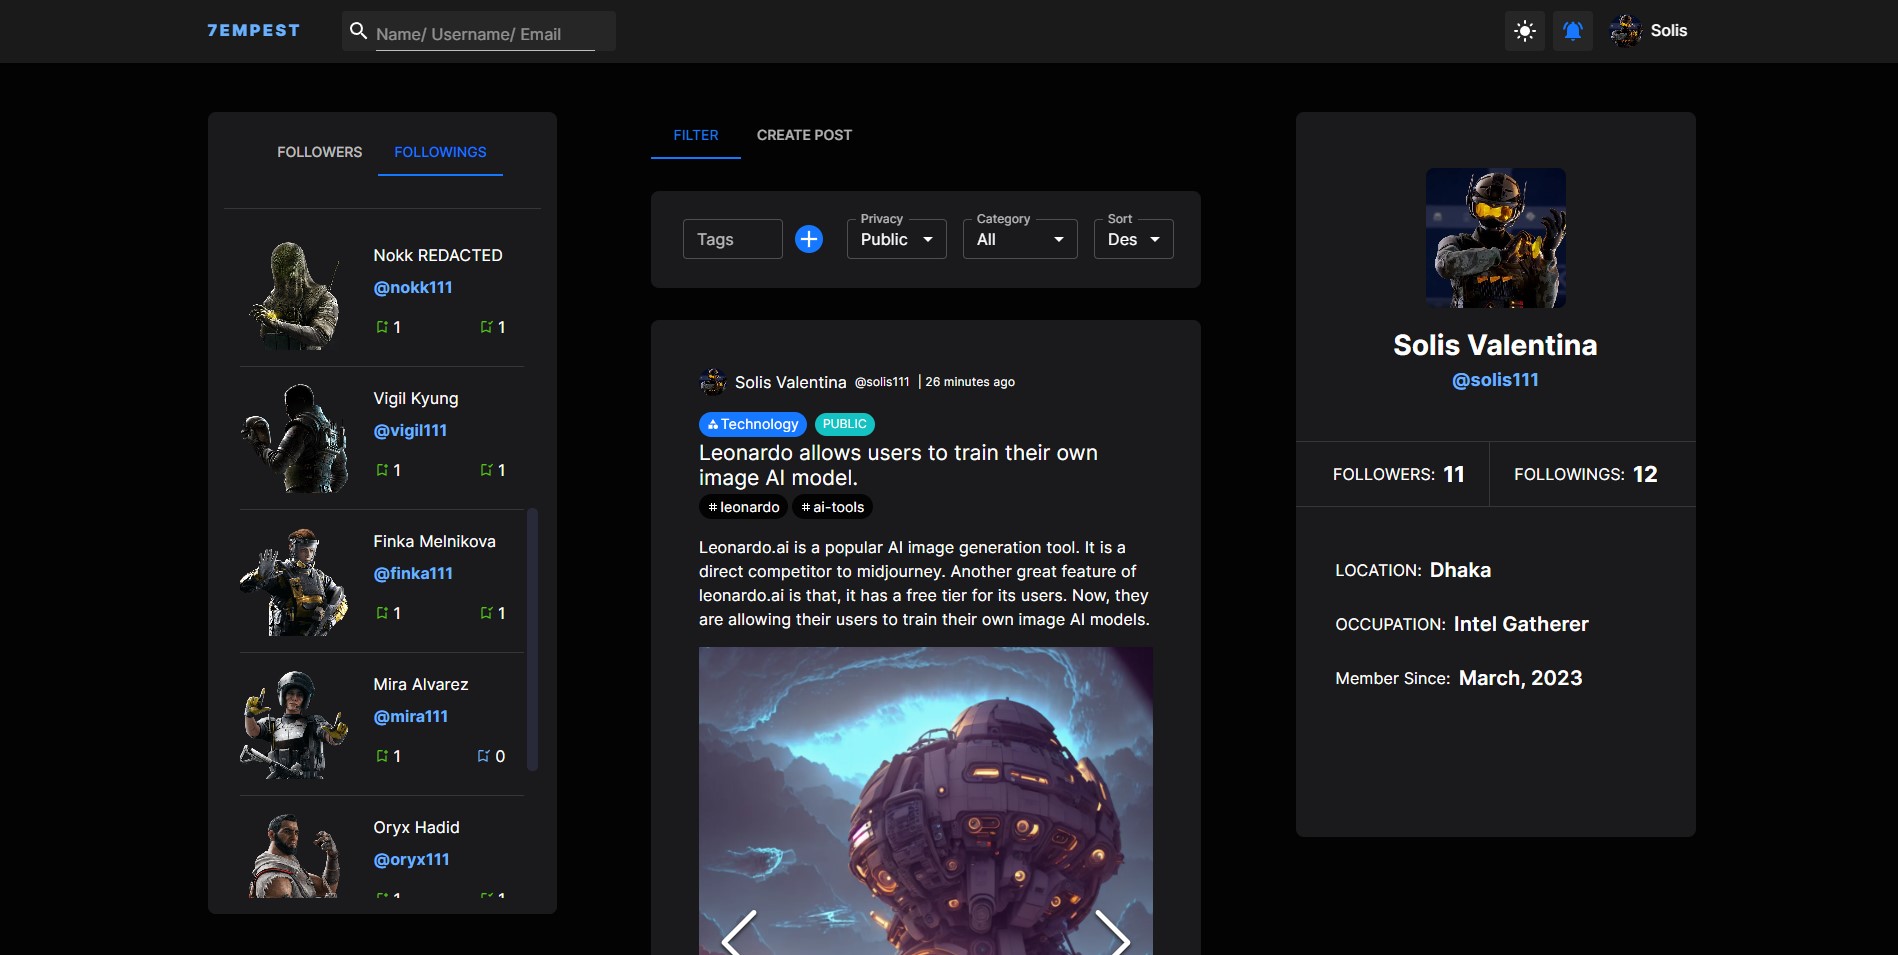 7EMPEST
Name/ Username/ Email
Solis
FOLLOWERS
FOLLOWINGS
Nokk REDACTED
@nokk111
1
1
Vigil Kyung
@vigil111
1
1
Finka Melnikova
@finka111
1
1
Mira Alvarez
@mira111
1
0
Oryx Hadid
@oryx111
1
1
FILTER
CREATE POST
Tags
Privacy
Public
Category
All
Sort
Des
Solis Valentina @solis111 | 26 minutes ago
Technology PUBLIC
Leonardo allows users to train their own
image AI model.
# leonardo # ai-tools
Leonardo.ai is a popular AI image generation tool. It is a
direct competitor to midjourney. Another great feature of
leonardo.ai is that, it has a free tier for its users. Now, they
are allowing their users to train their own image AI models.
Solis Valentina
@solis111
FOLLOWERS: 11
FOLLOWINGS: 12
LOCATION: Dhaka
OCCUPATION: Intel Gatherer
Member Since: March, 2023